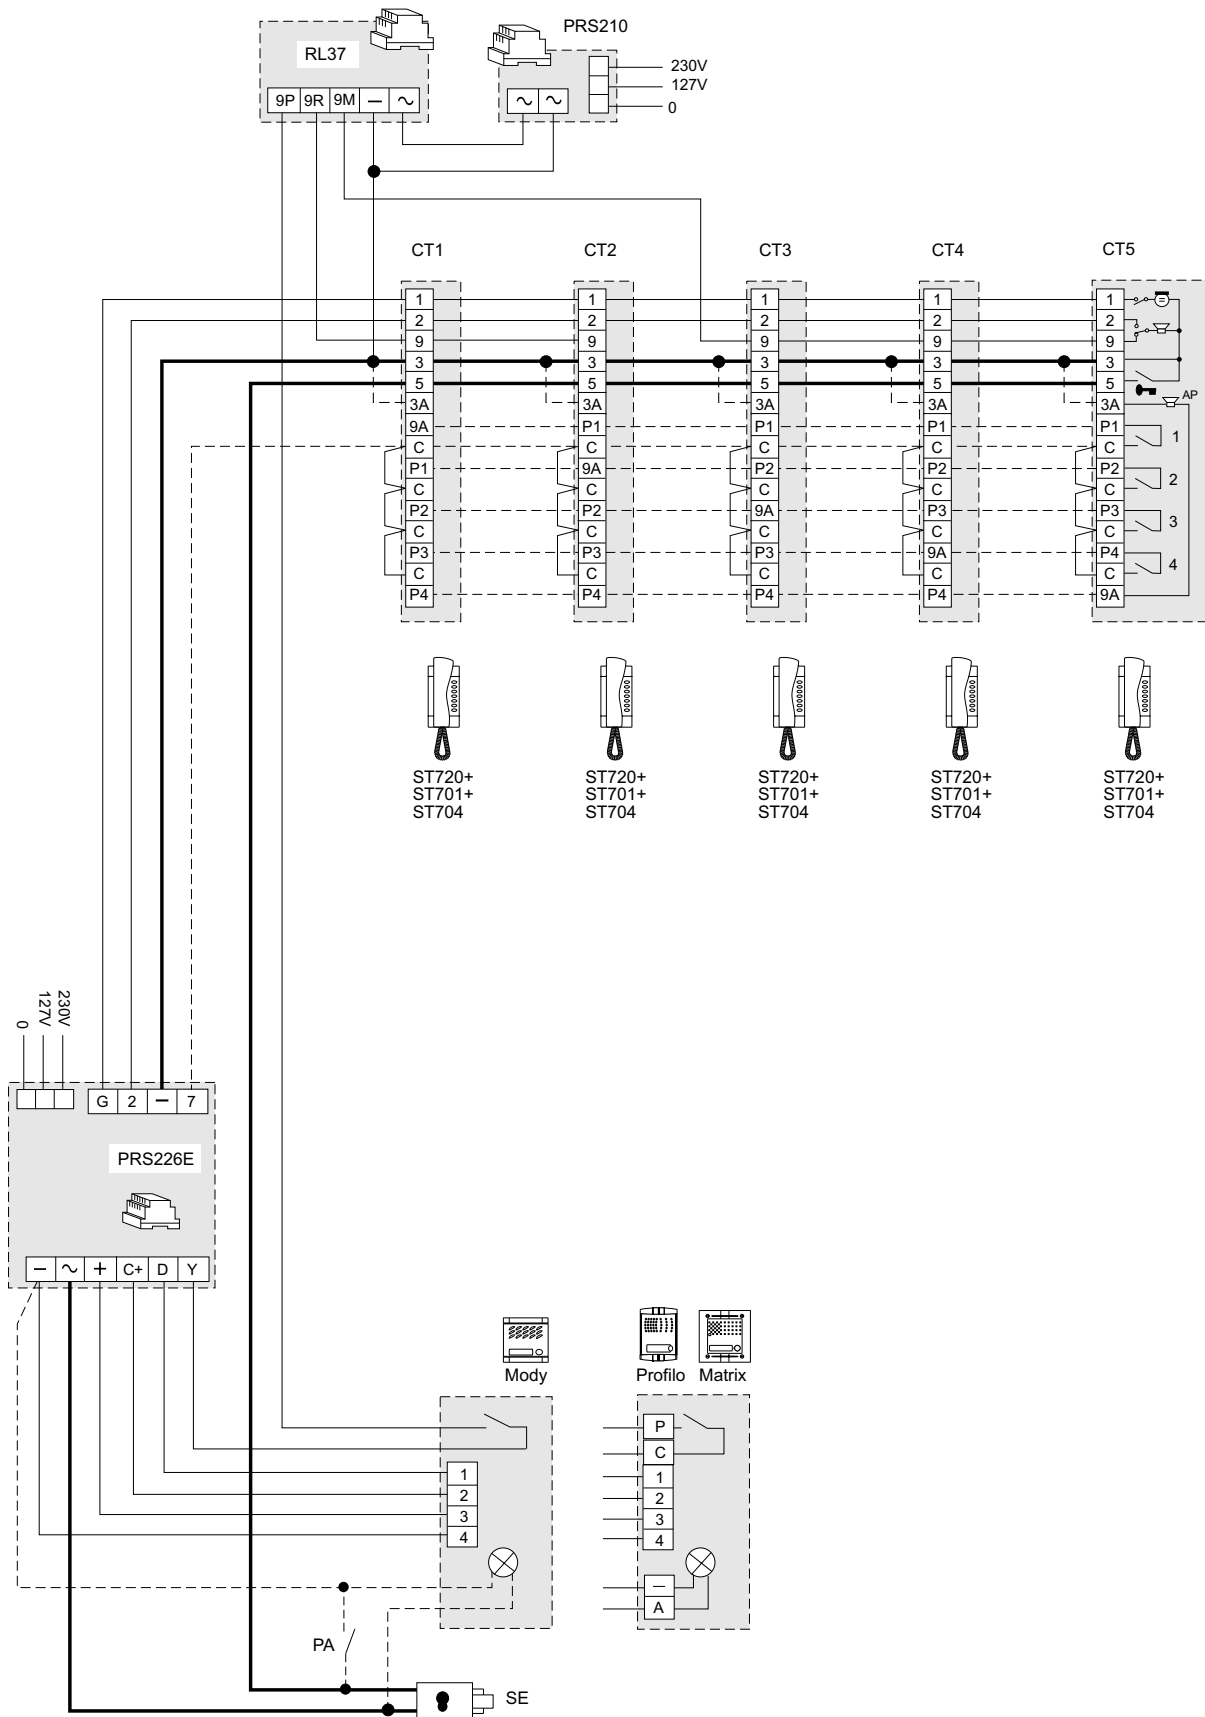 PRS210
RL37
230V
127V
0
9P 9R 9M — ~
~ ~
CT1 CT2 CT3 CT4 CT5
1 1 1 1 1
2 2 2 2 2
9 9 9 9 9
3 3 3 3 3
5 5 5 5 5
3A 3A 3A 3A 3A AP
9A P1 P1 P1 P1
C C C C C 1
P1 9A P2 P2 P2
C C C C C 2
P2 P2 9A P3 P3
C C C C C 3
P3 P3 P3 9A P4
C C C C C 4
P4 P4 P4 P4 9A
ST720+ ST720+ ST720+ ST720+ ST720+
ST701+ ST701+ ST701+ ST701+ ST701+
ST704 ST704 ST704 ST704 ST704
0
127V
230V
G 2 — 7
PRS226E
— ~ + C+ D Y
Mody Profilo Matrix
P
C
1 1
2 2
3 3
4 4
—
A
PA
SE